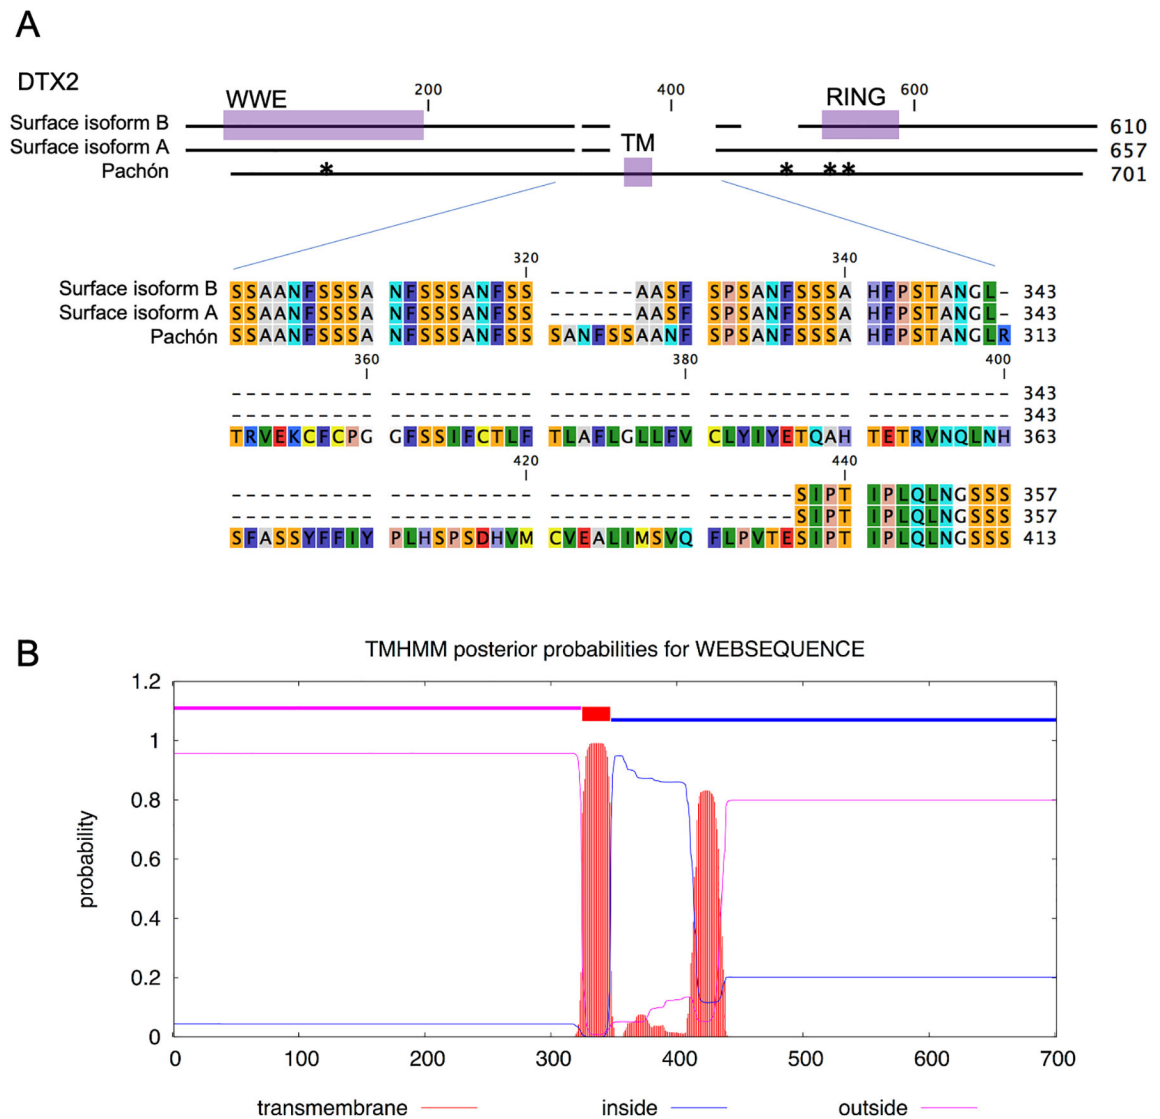 A
DTX2
200 400 600
WWE RING
Surface isoform B 610
Surface isoform A TM 657
Pachón * * * * 701
320 340
Surface isoform B SSAANFSSSA NFSSSANFSS ------AASF SPSANFSSSA HFPSTANGL- 343
Surface isoform A SSAANFSSSA NFSSSANFSS ------AASF SPSANFSSSA HFPSTANGL- 343
Pachón SSAANFSSSA NFSSSANFSS SANFSSAANF SPSANFSSSA HFPSTANGLR 313
360 380 400
---------- ---------- ---------- ---------- ---------- 343
---------- ---------- ---------- ---------- ---------- 343
TRVEKCFCPG GFSSIFCTLF TLAFLGLLFV CLYIYETQAH TETRVNQLNH 363
420 440
---------- ---------- ---------- ------SIPT IPLQLNGSSS 357
---------- ---------- ---------- ------SIPT IPLQLNGSSS 357
SFASSYFFIY PLHSPSDHVM CVEALIMSVQ FLPVTESIPT IPLQLNGSSS 413
B
TMHMM posterior probabilities for WEBSEQUENCE
1.2
1
0.8
0.6
0.4
0.2
0
probability
0 100 200 300 400 500 600 700
transmembrane inside outside